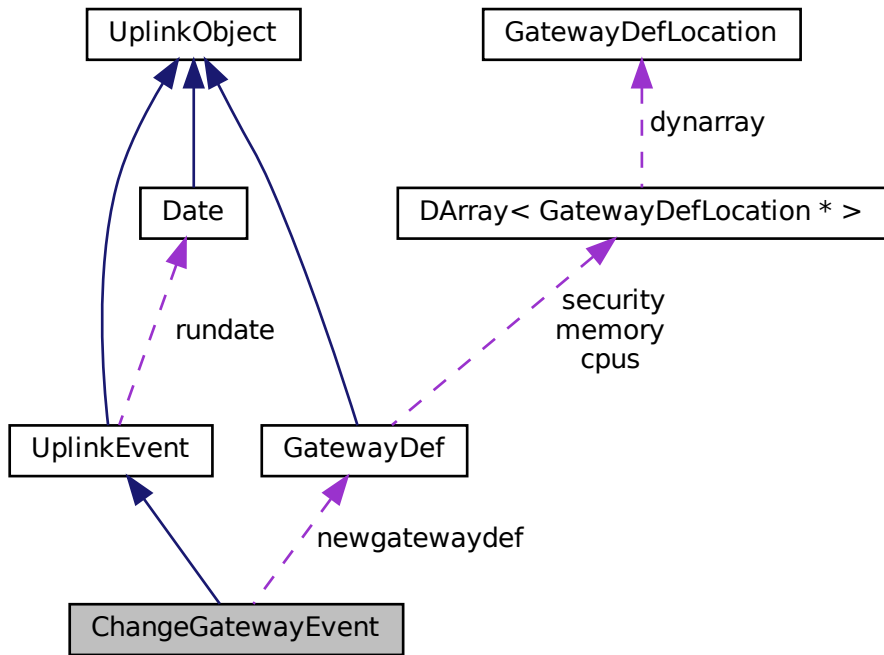 UplinkObject
GatewayDefLocation
dynarray
Date
DArray< GatewayDefLocation * >
security
memory
cpus
rundate
UplinkEvent
GatewayDef
newgatewaydef
ChangeGatewayEvent